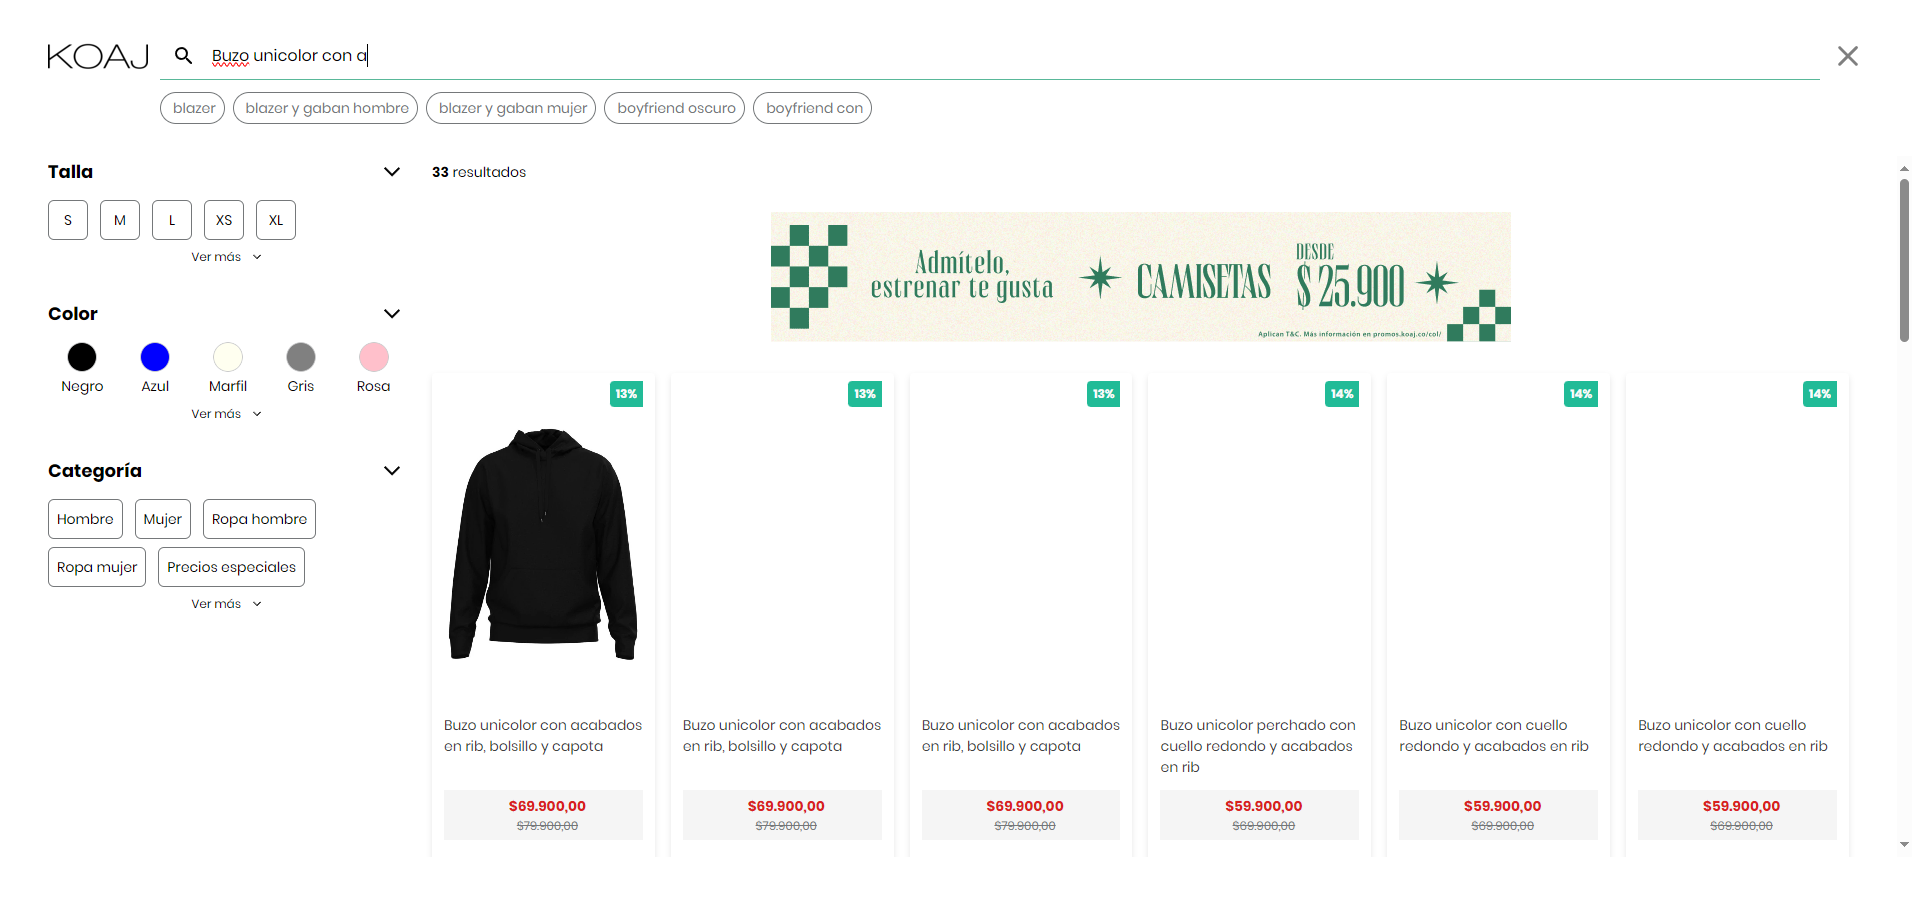 KOAJ
Buzo unicolor con a
blazer
blazer y gaban hombre
blazer y gaban mujer
boyfriend oscuro
boyfriend con
Talla
S
M
L
XS
XL
Ver más
Color
Negro
Azul
Marfil
Gris
Rosa
Ver más
Categoría
Hombre
Mujer
Ropa hombre
Ropa mujer
Precios especiales
Ver más
33 resultados
Admítelo,
estrenar te gusta
CAMISETAS
DESDE
$ 25.900
Aplican T&C. Más información en promos.koaj.co/col/
13%
Buzo unicolor con acabados
en rib, bolsillo y capota
$69.900,00
$79.900,00
13%
Buzo unicolor con acabados
en rib, bolsillo y capota
$69.900,00
$79.900,00
13%
Buzo unicolor con acabados
en rib, bolsillo y capota
$69.900,00
$79.900,00
14%
Buzo unicolor perchado con
cuello redondo y acabados
en rib
$59.900,00
$69.900,00
14%
Buzo unicolor con cuello
redondo y acabados en rib
$59.900,00
$69.900,00
14%
Buzo unicolor con cuello
redondo y acabados en rib
$59.900,00
$69.900,00